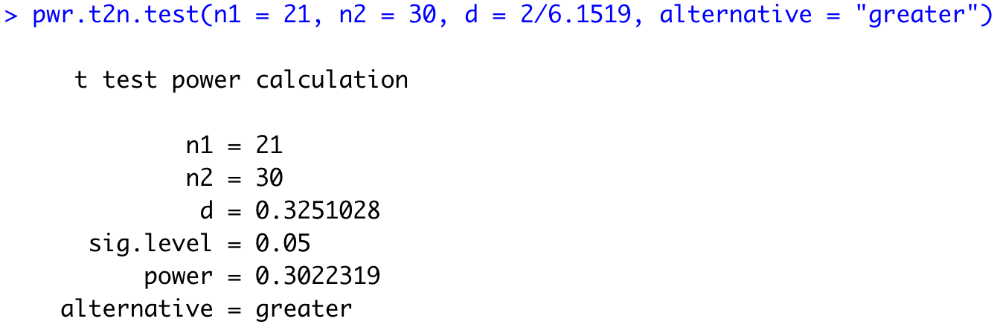 > pwr.t2n.test(n1 = 21, n2 = 30, d = 2/6.1519, alternative = "greater")
t test power calculation
n1 = 21
n2 = 30
d = 0.3251028
sig.level = 0.05
power = 0.3022319
alternative = greater